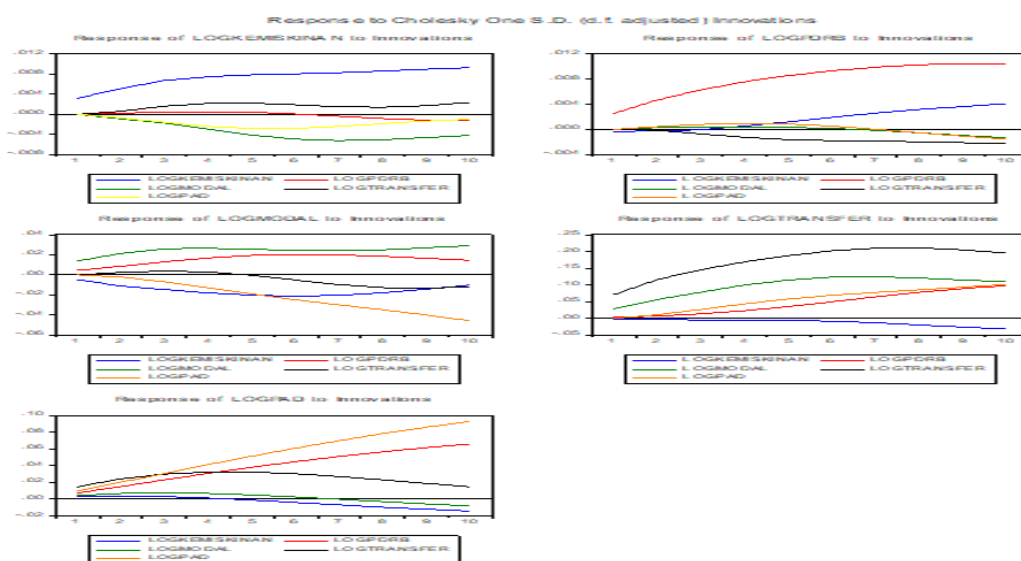 Response to Cholesky One S.D. (d.f. adjusted) Innovations
Response of LOGKEMISKINAN to Innovations
.012
.008
.004
.000
-.004
-.008
1 2 3 4 5 6 7 8 9 10
LOGKEMISKINAN LOGPDRB
LOGMODAL LOGTRANSFER
LOGPAD
Response of LOGPDRB to Innovations
.012
.008
.004
.000
-.004
1 2 3 4 5 6 7 8 9 10
LOGKEMISKINAN LOGPDRB
LOGMODAL LOGTRANSFER
LOGPAD
Response of LOGMODAL to Innovations
.04
.02
.00
-.02
-.04
-.06
1 2 3 4 5 6 7 8 9 10
LOGKEMISKINAN LOGPDRB
LOGMODAL LOGTRANSFER
LOGPAD
Response of LOGTRANSFER to Innovations
.25
.20
.15
.10
.05
.00
-.05
1 2 3 4 5 6 7 8 9 10
LOGKEMISKINAN LOGPDRB
LOGMODAL LOGTRANSFER
LOGPAD
Response of LOGPAD to Innovations
.10
.08
.06
.04
.02
.00
-.02
1 2 3 4 5 6 7 8 9 10
LOGKEMISKINAN LOGPDRB
LOGMODAL LOGTRANSFER
LOGPAD